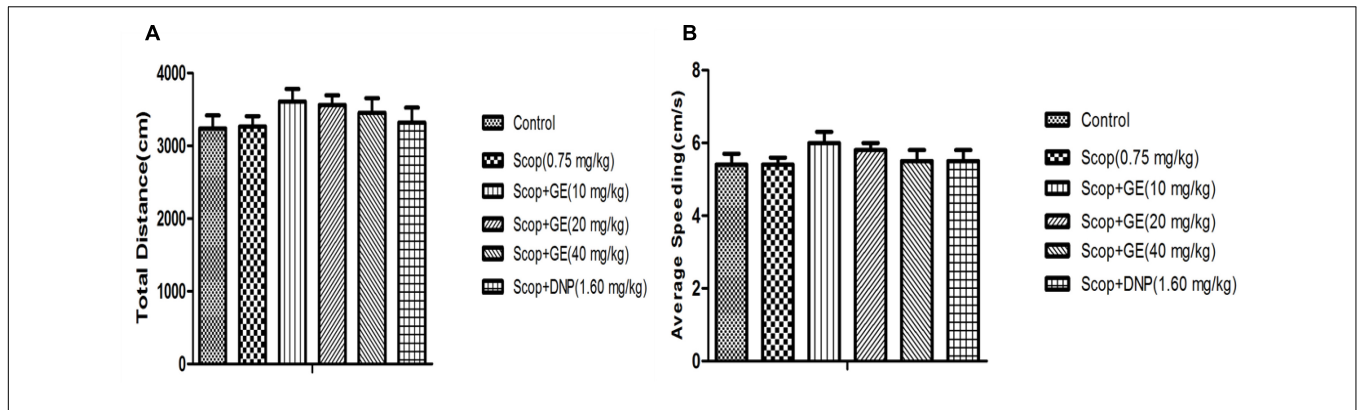 A
Total Distance(cm)
4000
3000
2000
1000
0
Control
Scop(0.75 mg/kg)
Scop+GE(10 mg/kg)
Scop+GE(20 mg/kg)
Scop+GE(40 mg/kg)
Scop+DNP(1.60 mg/kg)
B
Average Speeding(cm/s)
8
6
4
2
0
Control
Scop(0.75 mg/kg)
Scop+GE(10 mg/kg)
Scop+GE(20 mg/kg)
Scop+GE(40 mg/kg)
Scop+DNP(1.60 mg/kg)